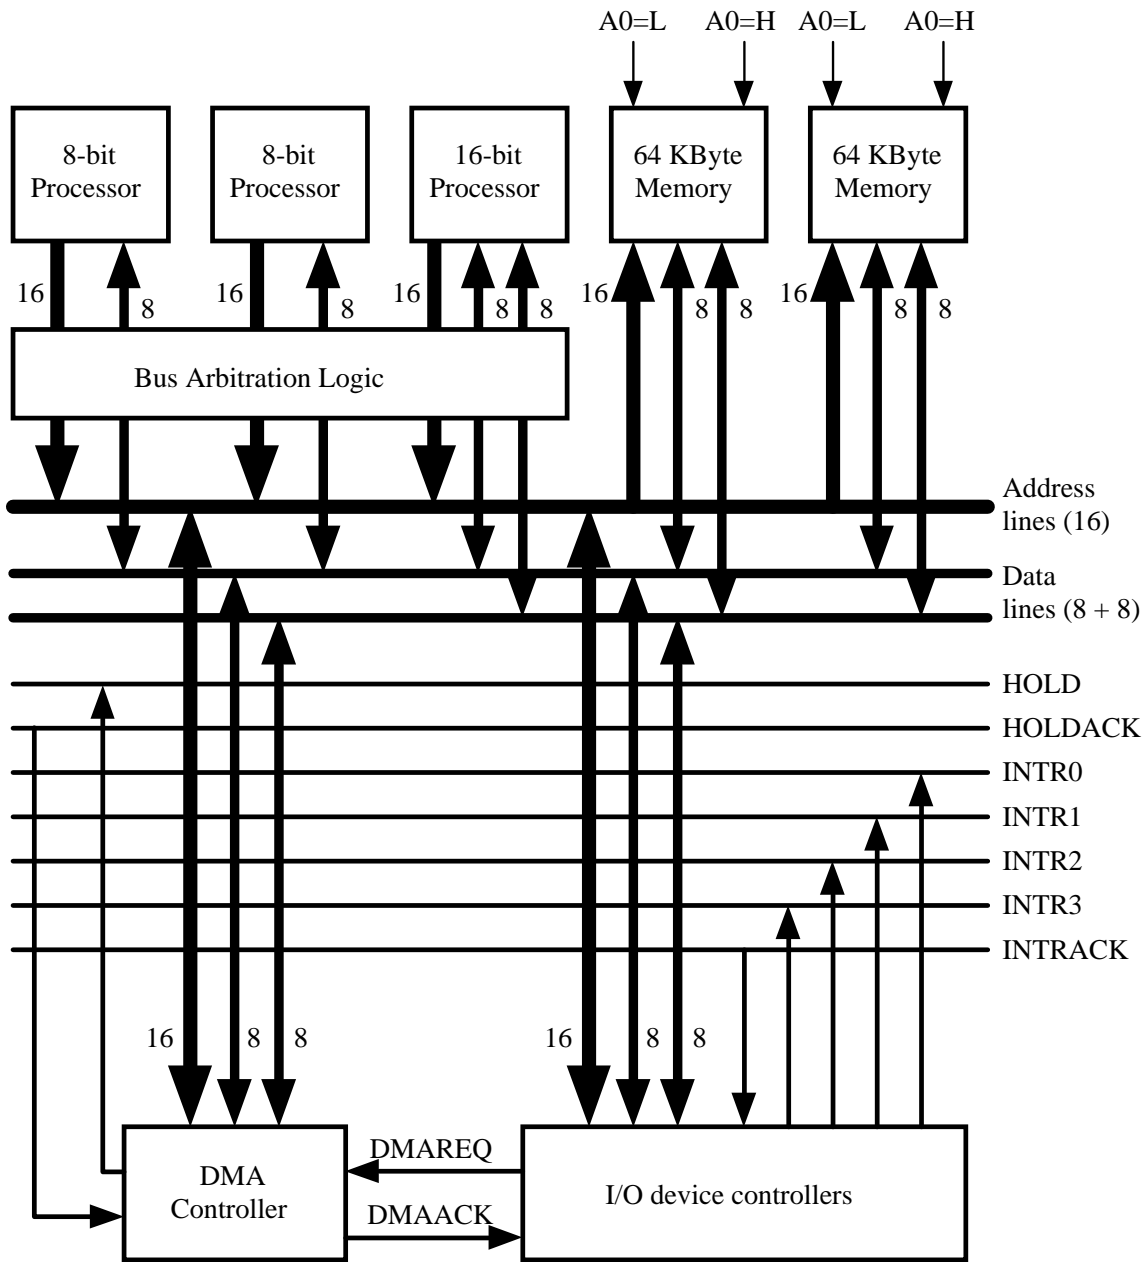 A0=L A0=H A0=L A0=H
8-bit
Processor
8-bit
Processor
16-bit
Processor
64 KByte
Memory
64 KByte
Memory
16 8 16 8 16 8 8 16 8 8 16 8 8
Bus Arbitration Logic
Address
lines (16)
Data
lines (8 + 8)
HOLD
HOLDACK
INTR0
INTR1
INTR2
INTR3
INTRACK
16 8 8 16 8 8
DMA
Controller
DMAREQ
DMAACK
I/O device controllers